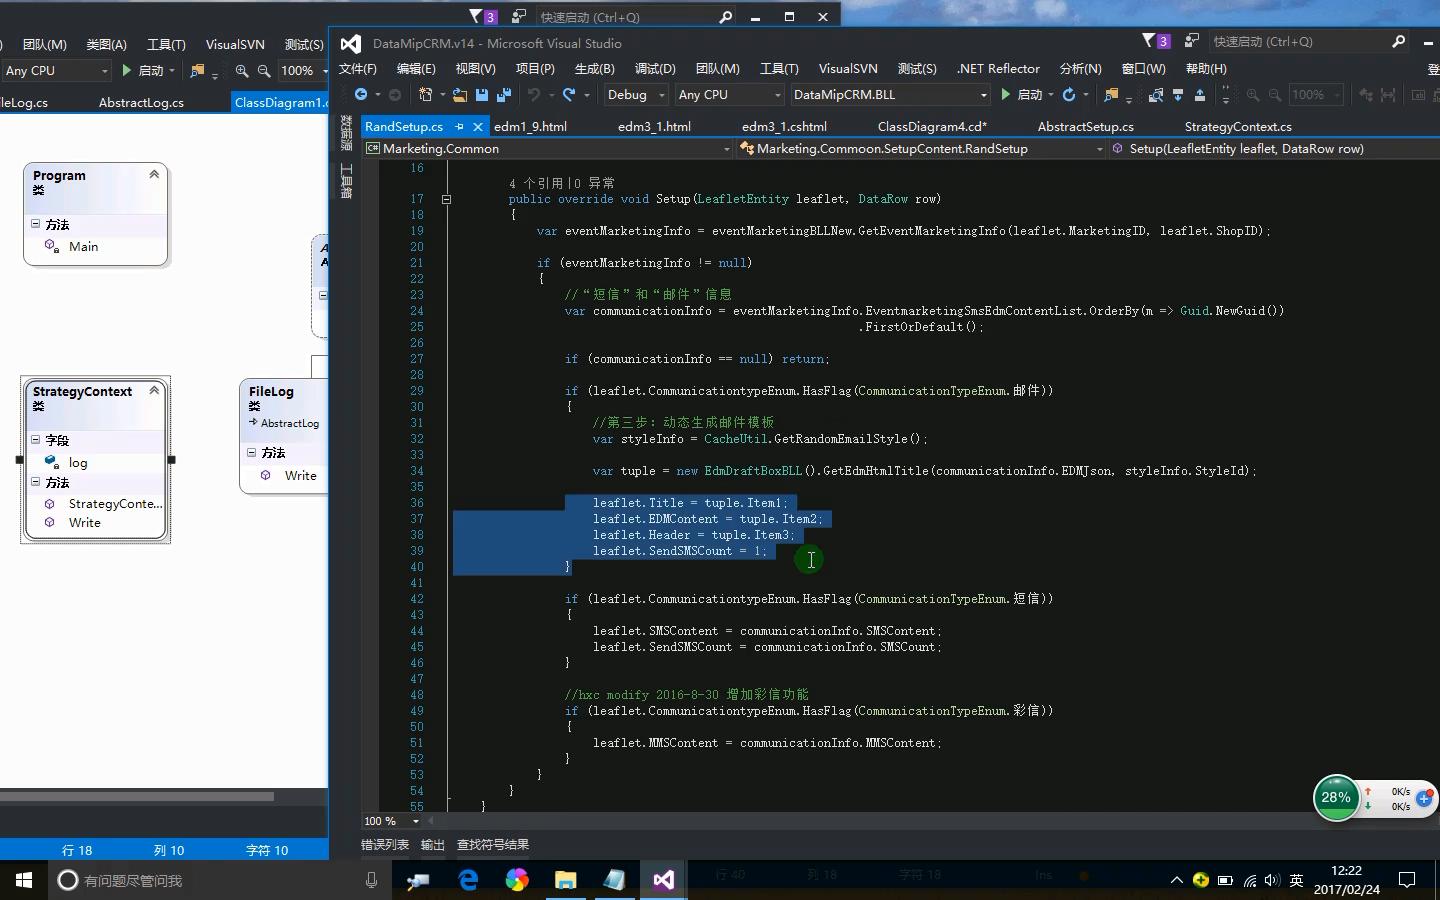 3
快速启动 (Ctrl+Q)
团队(M) 类图(A) 工具(T) VisualSVN 测试(S)
Any CPU 启动 100%
leLog.cs AbstractLog.cs ClassDiagram1.c
Program
类
方法
Main
StrategyContext
类
字段
log
方法
StrategyConte...
Write
FileLog
类
AbstractLog
方法
Write
行 18 列 10 字符 10
DataMipCRM.v14 - Microsoft Visual Studio
3
快速启动 (Ctrl+Q)
文件(F) 编辑(E) 视图(V) 项目(P) 生成(B) 调试(D) 团队(M) 工具(T) VisualSVN 测试(S) .NET Reflector 分析(N) 窗口(W) 帮助(H)
登
Debug Any CPU DataMipCRM.BLL 启动 100%
数据源
工具箱
RandSetup.cs edm1_9.html edm3_1.html edm3_1.cshtml ClassDiagram4.cd* AbstractSetup.cs StrategyContext.cs
Marketing.Common Marketing.Commoon.SetupContent.RandSetup Setup(LeafletEntity leaflet, DataRow row)
16
4 个引用|0 异常
17 public override void Setup(LeafletEntity leaflet, DataRow row)
18 {
19 var eventMarketingInfo = eventMarketingBLLNew.GetEventMarketingInfo(leaflet.MarketingID, leaflet.ShopID);
20
21 if (eventMarketingInfo != null)
22 {
23 //“短信”和“邮件”信息
24 var communicationInfo = eventMarketingInfo.EventmarketingSmsEdmContentList.OrderBy(m => Guid.NewGuid())
25 .FirstOrDefault();
26
27 if (communicationInfo == null) return;
28
29 if (leaflet.CommunicationtypeEnum.HasFlag(CommunicationTypeEnum.邮件))
30 {
31 //第三步：动态生成邮件模板
32 var styleInfo = CacheUtil.GetRandomEmailStyle();
33
34 var tuple = new EdmDraftBoxBLL().GetEdmHtmlTitle(communicationInfo.EDMJson, styleInfo.StyleId);
35
36 leaflet.Title = tuple.Item1;
37 leaflet.EDMContent = tuple.Item2;
38 leaflet.Header = tuple.Item3;
39 leaflet.SendSMSCount = 1;
40 }
41
42 if (leaflet.CommunicationtypeEnum.HasFlag(CommunicationTypeEnum.短信))
43 {
44 leaflet.SMSContent = communicationInfo.SMSContent;
45 leaflet.SendSMSCount = communicationInfo.SMSCount;
46 }
47
48 //hxc modify 2016-8-30 增加彩信功能
49 if (leaflet.CommunicationtypeEnum.HasFlag(CommunicationTypeEnum.彩信))
50 {
51 leaflet.MMSContent = communicationInfo.MMSContent;
52 }
53 }
54 }
55 }
100 %
错误列表 输出 查找符号结果
行 40 列 18 字符 18 Ins
28% 0K/s
0K/s
有问题尽管问我
英
12:22
2017/02/24